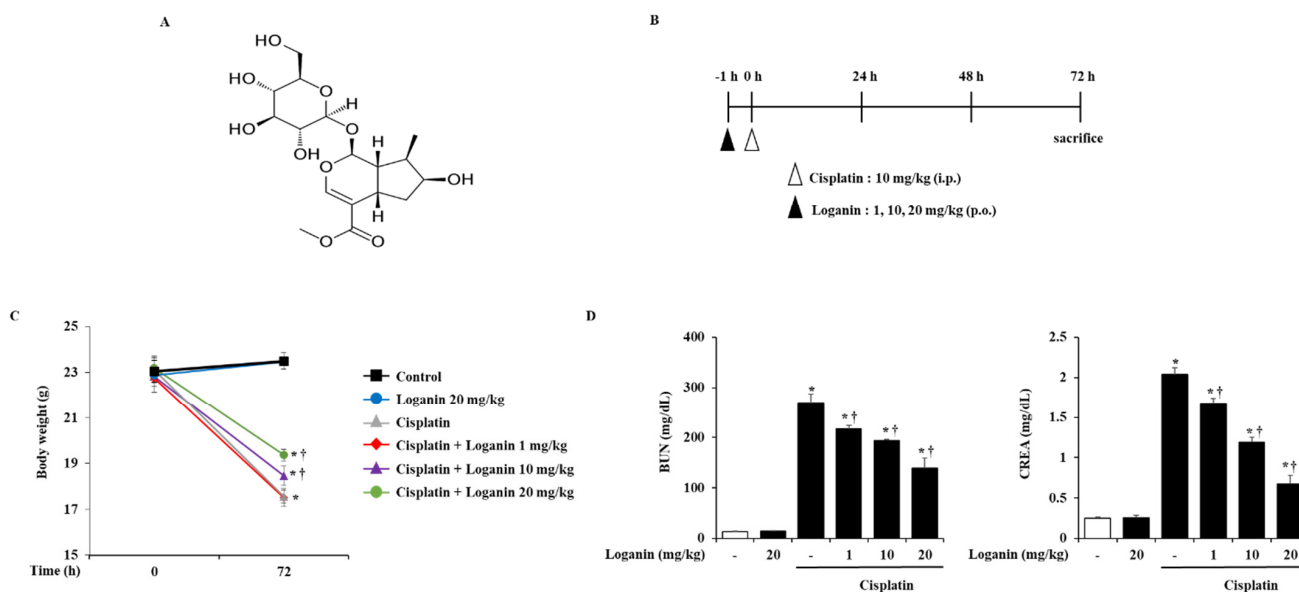 A
HO
O
HO
H
HO
O
OH
H
O
OH
H
O
O
B
-1 h 0 h 24 h 48 h 72 h
sacrifice
Cisplatin : 10 mg/kg (i.p.)
Loganin : 1, 10, 20 mg/kg (p.o.)
C
Body weight (g)
25
23
21
19
17
15
* †
* †
*
Time (h) 0 72
Control
Loganin 20 mg/kg
Cisplatin
Cisplatin + Loganin 1 mg/kg
Cisplatin + Loganin 10 mg/kg
Cisplatin + Loganin 20 mg/kg
D
BUN (mg/dL)
400
300
200
100
0
*
* †
* †
* †
Loganin (mg/kg) - 20 - 1 10 20
Cisplatin
CREA (mg/dL)
2.5
2
1.5
1
0.5
0
*
* †
* †
* †
Loganin (mg/kg) - 20 - 1 10 20
Cisplatin